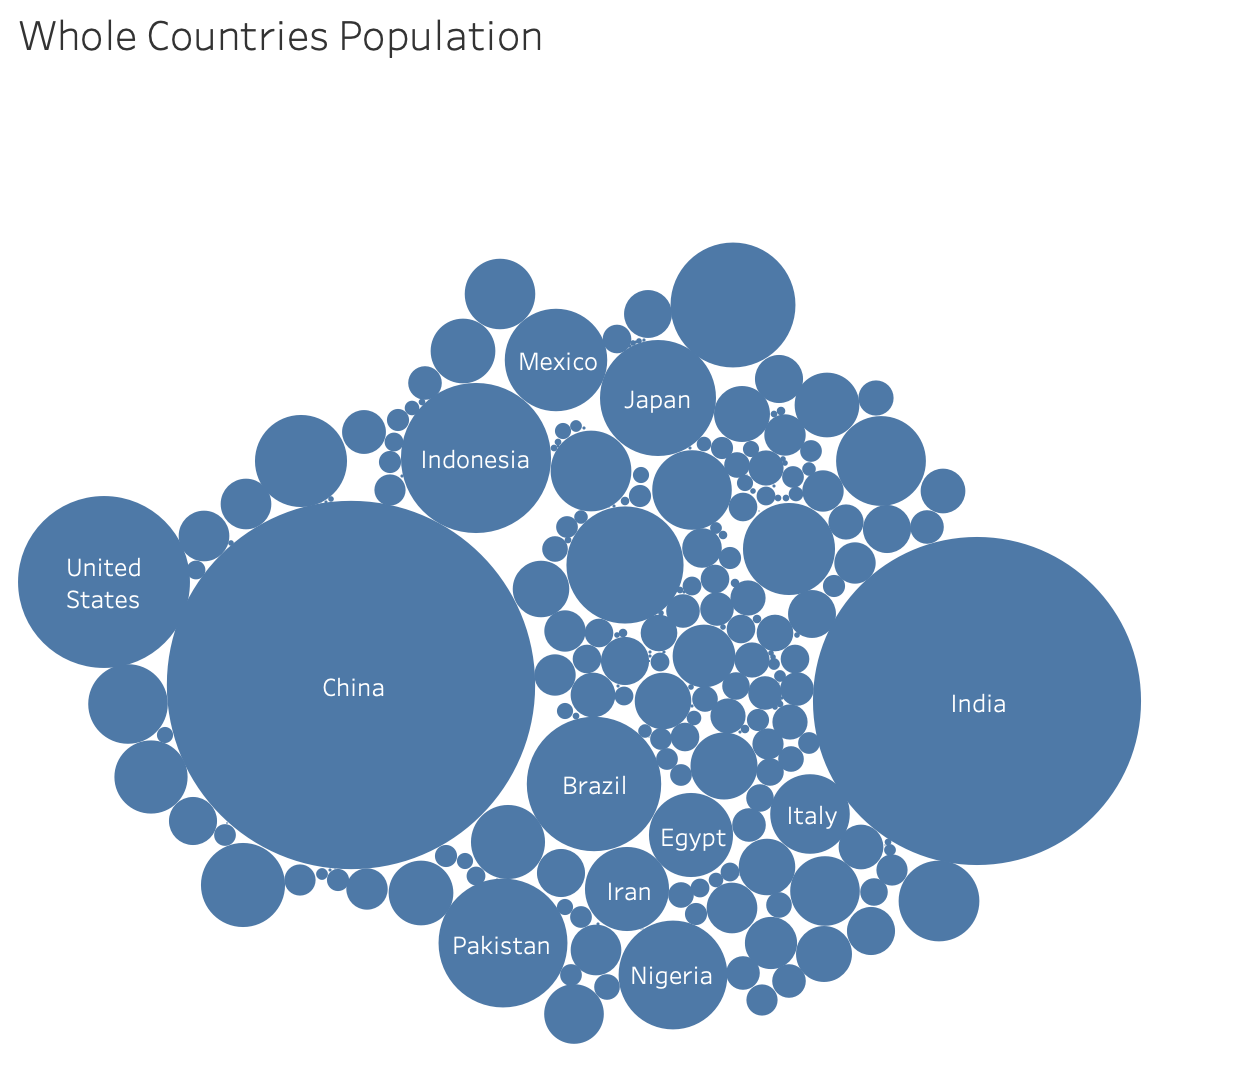 Whole Countries Population
Mexico
Japan
Indonesia
United
States
China
India
Brazil
Italy
Egypt
Iran
Pakistan
Nigeria